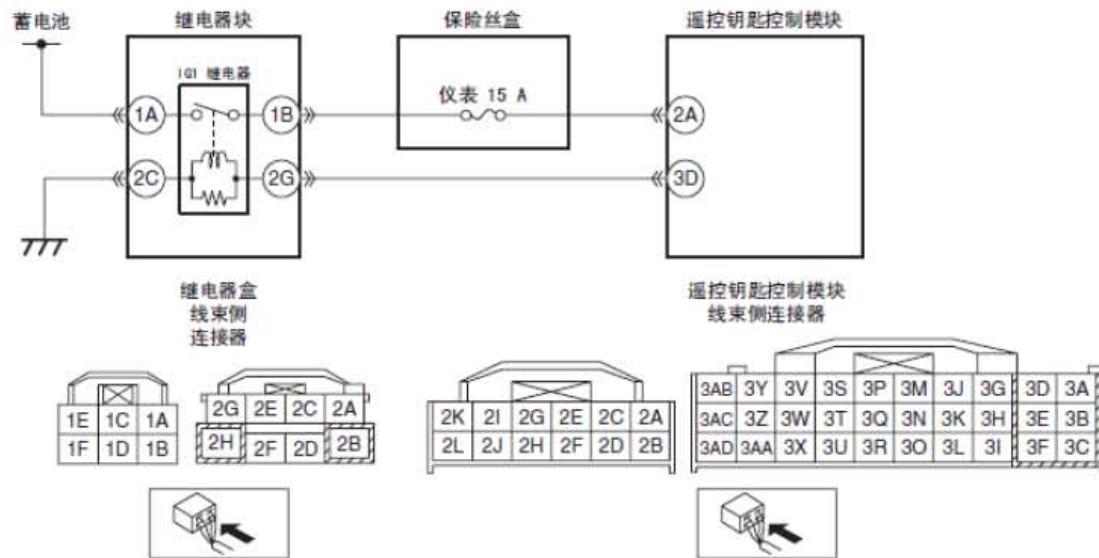 蓄电池 继电器块 保险丝盒 遥控钥匙控制模块
IG1 继电器
仪表 15 A
1A 1B 2A
2C 2G 3D
继电器盒
线束侧
连接器
遥控钥匙控制模块
线束侧连接器
1E 1C 1A
1F 1D 1B
2G 2E 2C 2A
2H 2F 2D 2B
2K 2I 2G 2E 2C 2A
2L 2J 2H 2F 2D 2B
3AB 3Y 3V 3S 3P 3M 3J 3G 3D 3A
3AC 3Z 3W 3T 3Q 3N 3K 3H 3E 3B
3AD 3AA 3X 3U 3R 3O 3L 3I 3F 3C